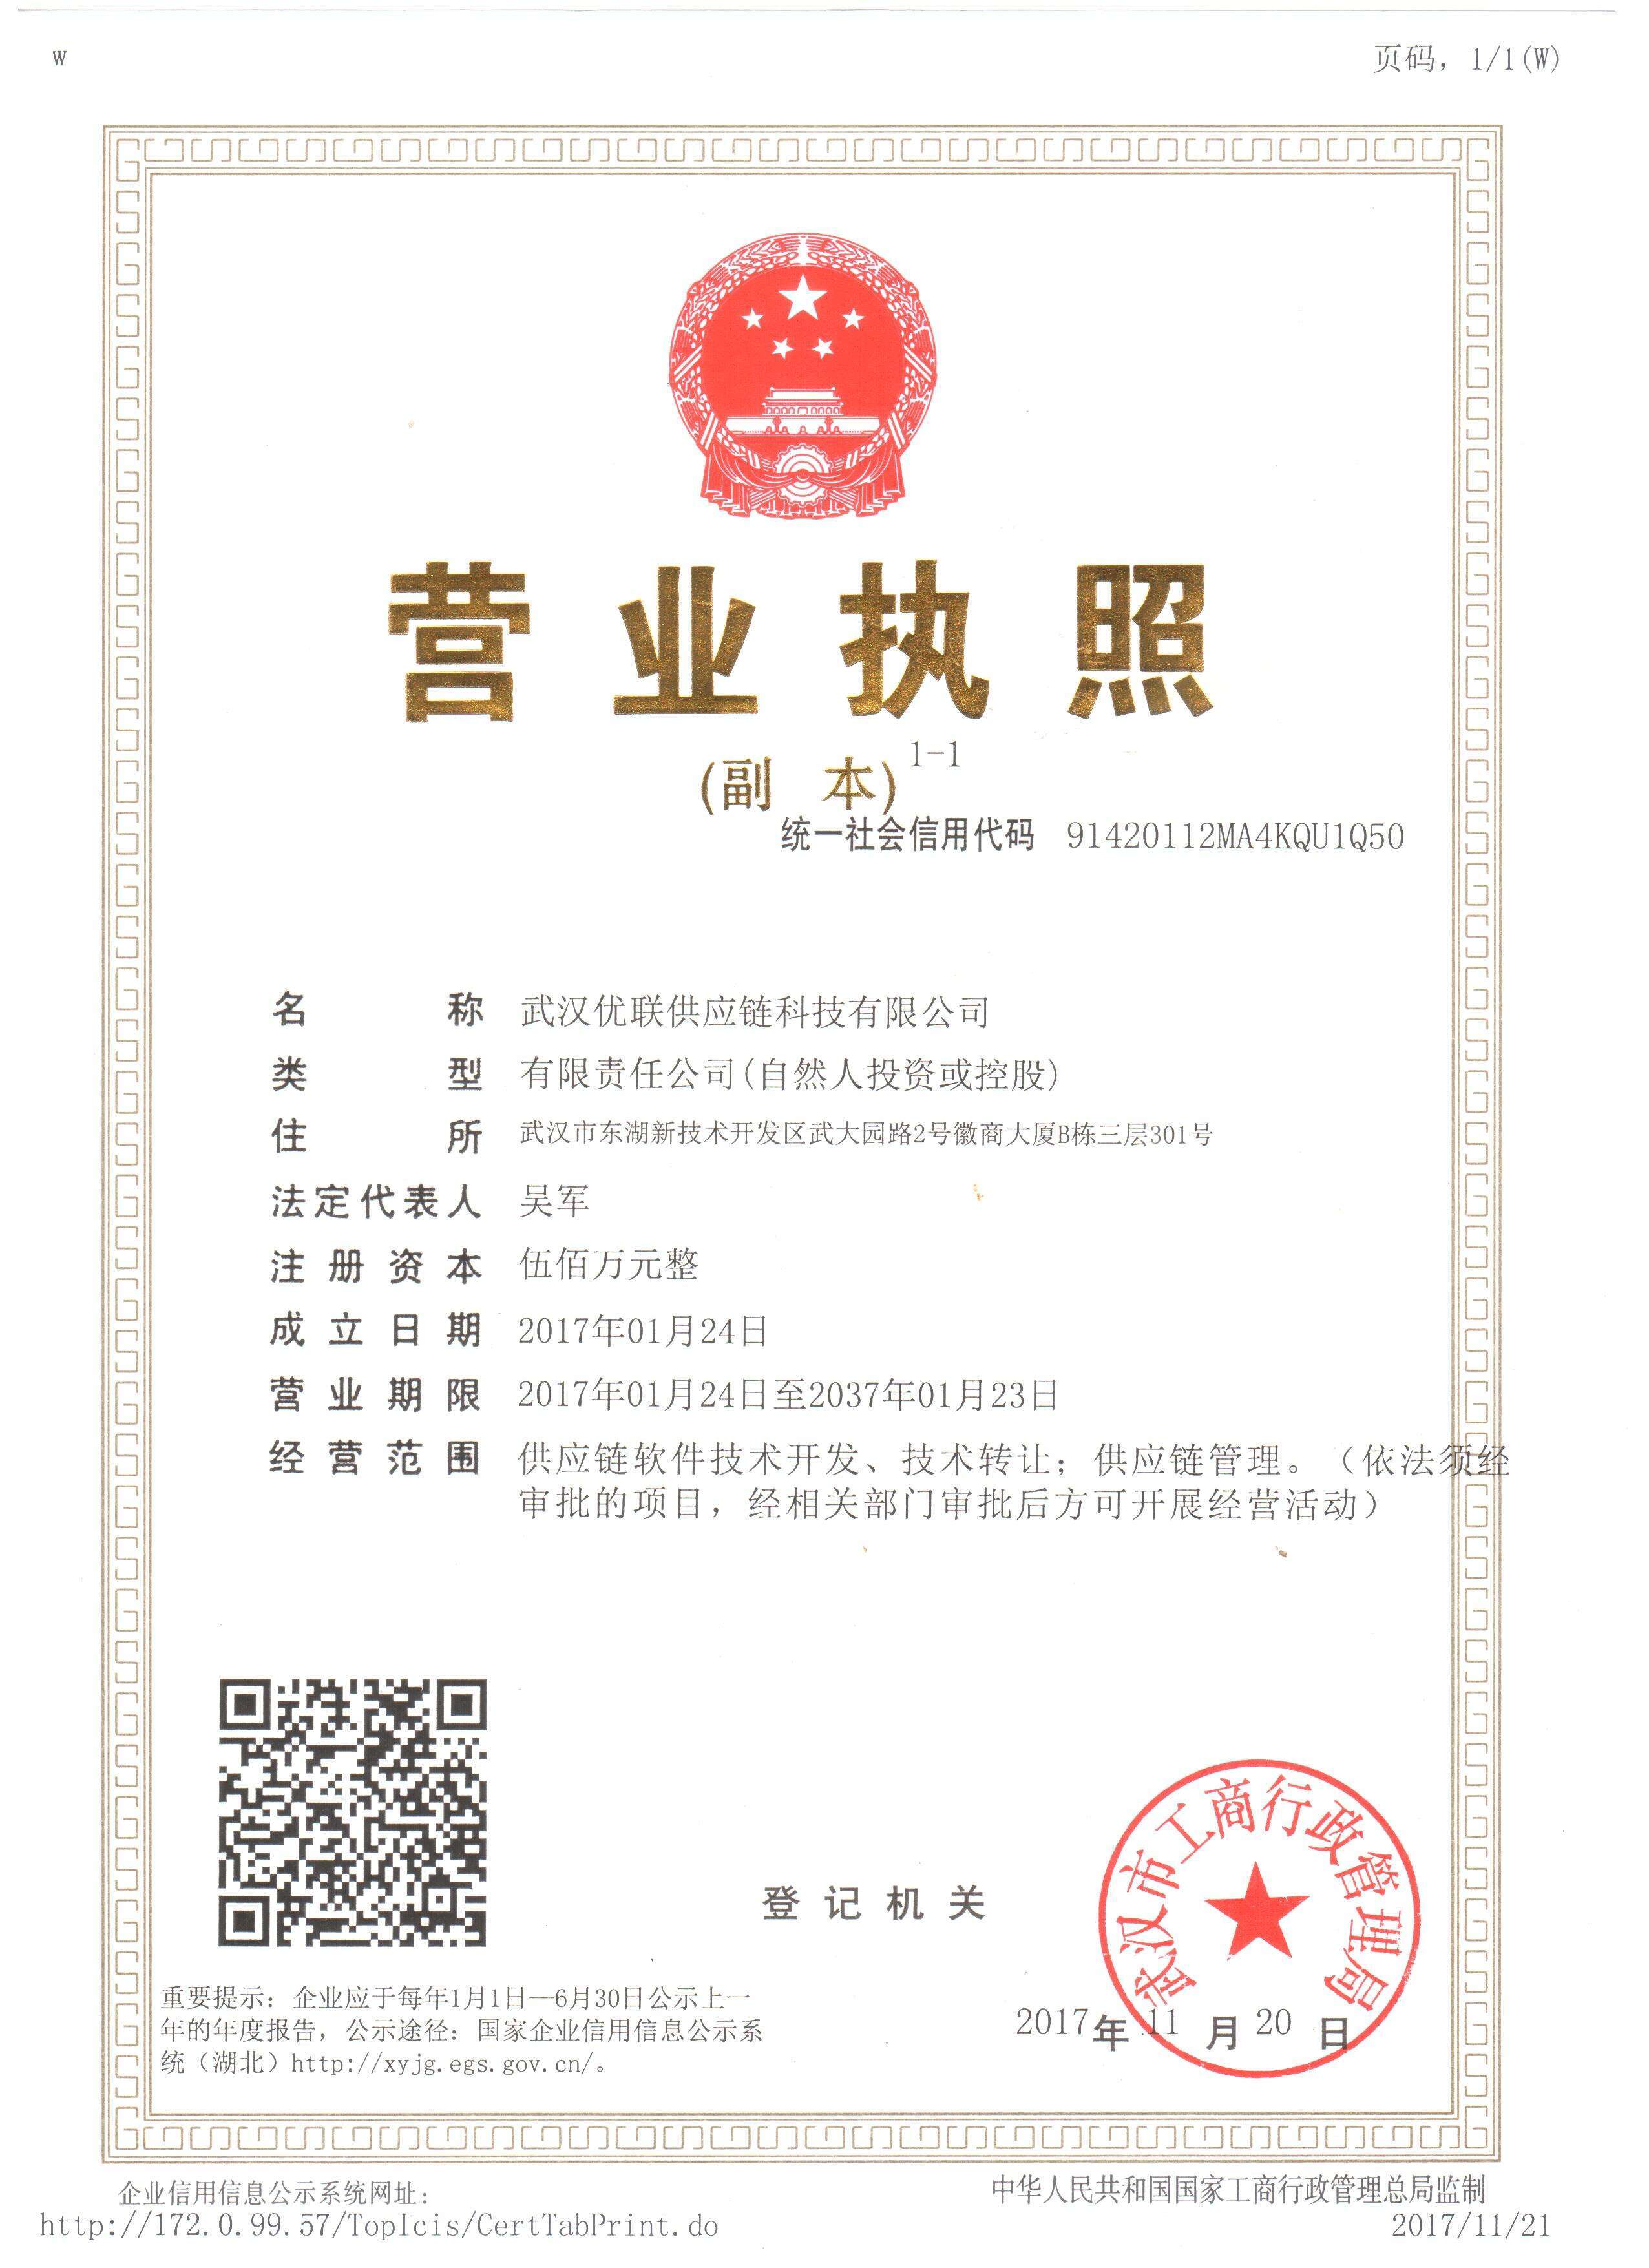 w
页码，1/1(W)
营业执照
(副 本) 1-1
统一社会信用代码 91420112MA4KQU1Q50
名称 武汉优联供应链科技有限公司
类型 有限责任公司(自然人投资或控股)
住所 武汉市东湖新技术开发区武大园路2号徽商大厦B栋三层301号
法定代表人 吴军
注册资本 伍佰万元整
成立日期 2017年01月24日
营业期限 2017年01月24日至2037年01月23日
经营范围 供应链软件技术开发、技术转让；供应链管理。（依法须经
审批的项目，经相关部门审批后方可开展经营活动）
登记机关
武汉市工商行政管理局
2017年 11 月 20 日
重要提示：企业应于每年1月1日—6月30日公示上一
年的年度报告，公示途径：国家企业信用信息公示系
统（湖北）http://xyjg.egs.gov.cn/。
企业信用信息公示系统网址：
中华人民共和国国家工商行政管理总局监制
http://172.0.99.57/TopIcis/CertTabPrint.do
2017/11/21